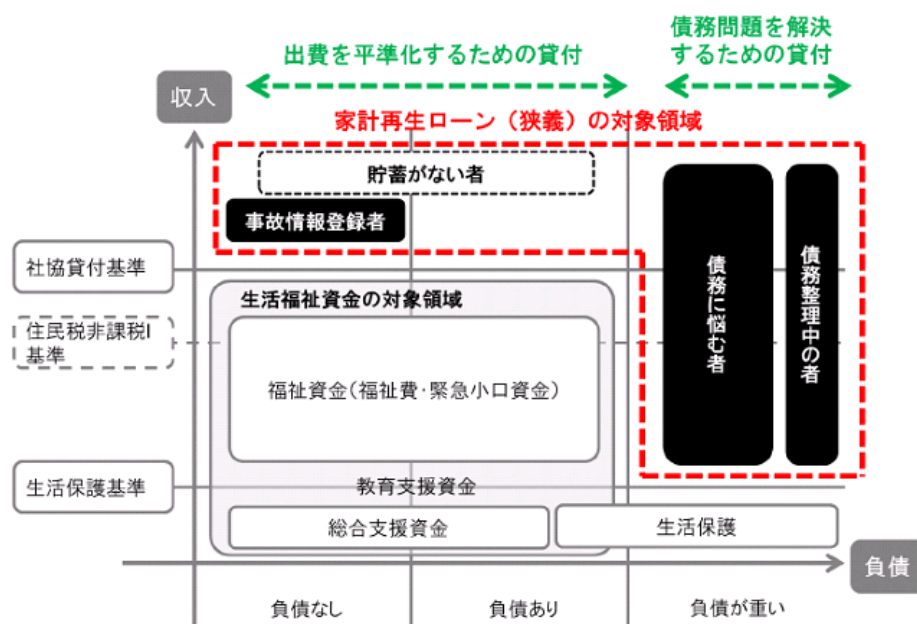 出費を平準化するための貸付
債務問題を解決
するための貸付
収入
家計再生ローン（狭義）の対象領域
貯蓄がない者
事故情報登録者
社協貸付基準
生活福祉資金の対象領域
住民税非課税
基準
福祉資金（福祉費・緊急小口資金）
債務に悩む者
債務整理中の者
生活保護基準
教育支援資金
総合支援資金
生活保護
負債
負債なし
負債あり
負債が重い